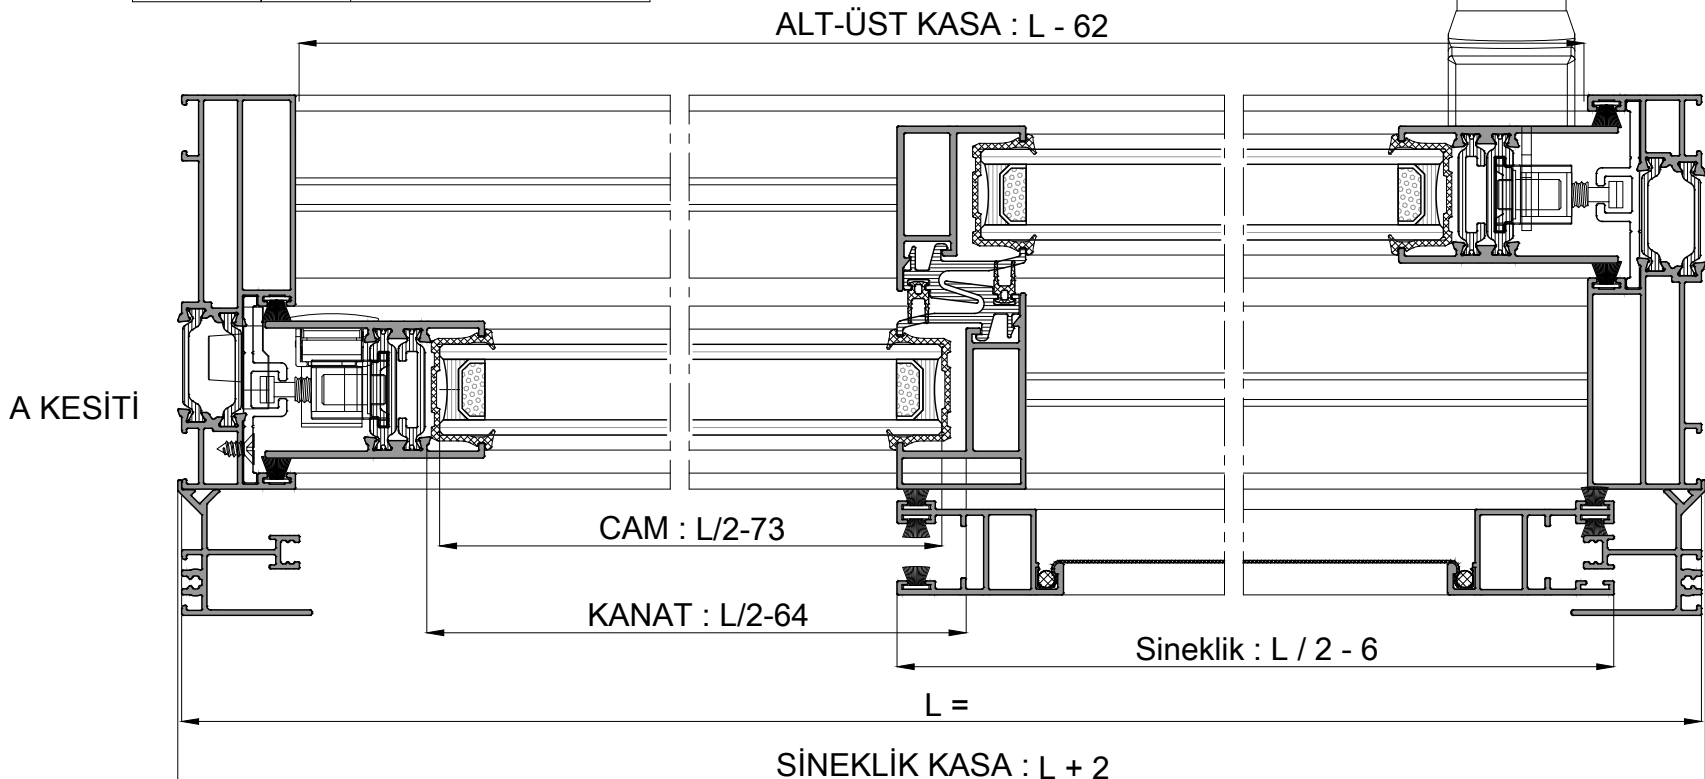 ALT-ÜST KASA : L - 62
A KESİTİ
CAM : L/2-73
KANAT : L/2-64
Sineklik : L / 2 - 6
L =
SİNEKLİK KASA : L + 2